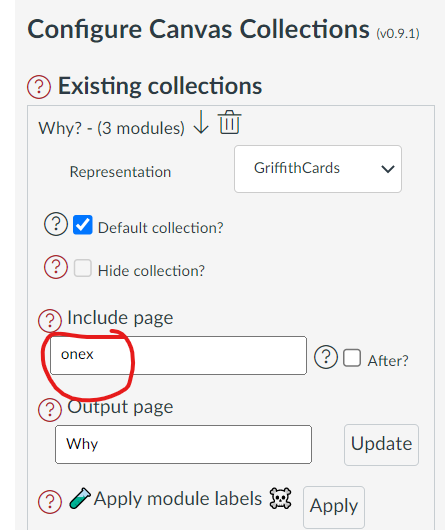 Configure Canvas Collections (v0.9.1)
? Existing collections
Why? - (3 modules)
Representation GriffithCards
? Default collection?
? Hide collection?
? Include page
onex ? After?
? Output page
Why Update
? Apply module labels Apply